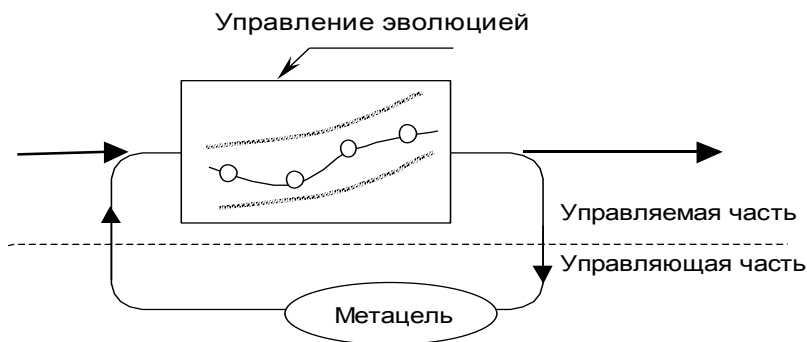 Управление эволюцией
Управляемая часть
Управляющая часть
Метацель